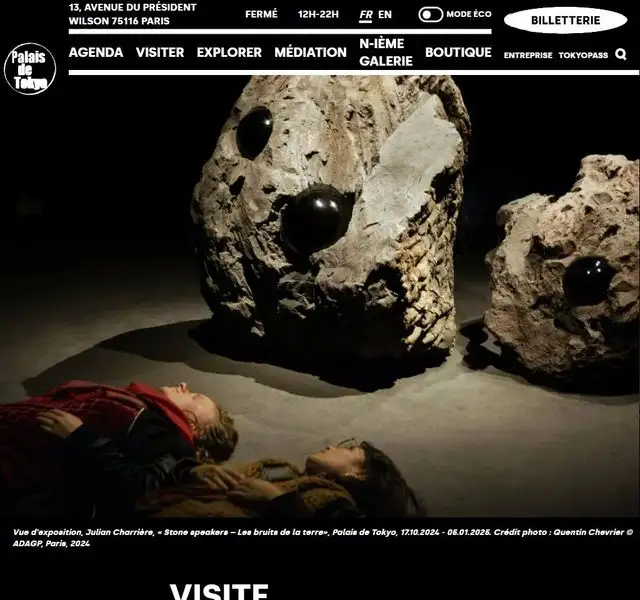 13, AVENUE DU PRÉSIDENT
WILSON 75116 PARIS
FERMÉ
12H-22H
FR EN
MODE ÉCO
BILLETTERIE
Palais
de
Tokyo
AGENDA
VISITER
EXPLORER
MÉDIATION
N-IÈME
GALERIE
BOUTIQUE
ENTREPRISE
TOKYOPASS
Vue d'exposition, Julian Charrière, « Stone speakers – Les bruits de la terre», Palais de Tokyo, 17.10.2024 - 05.01.2025. Crédit photo : Quentin Chevrier ©
ADAGP, Paris, 2024
VISITE